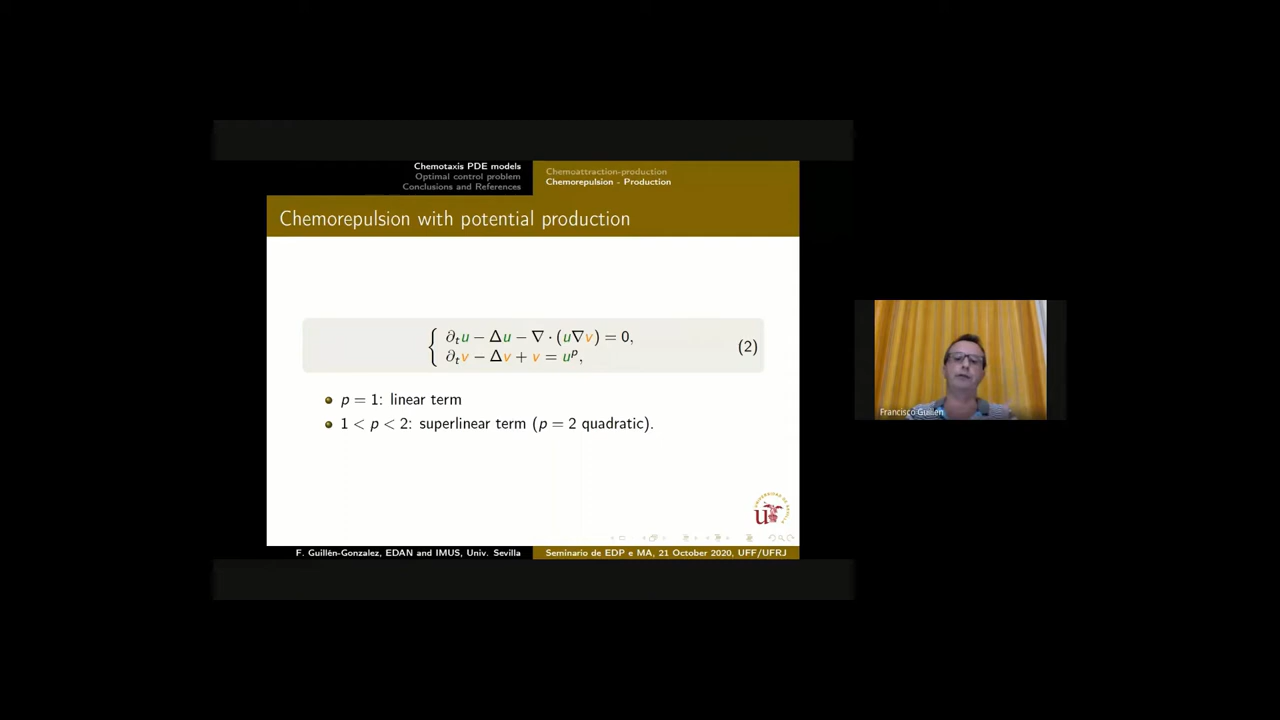 Chemotaxis PDE models
Optimal control problem
Conclusions and References
Chemoattraction-production
Chemorepulsion - Production
Chemorepulsion with potential production
∂ₜu − Δu − ∇ · (u∇v) = 0,
∂ₜv − Δv + v = uᵖ,
(2)
p = 1: linear term
1 < p < 2: superlinear term (p = 2 quadratic).
F. Guillén-Gonzalez, EDAN and IMUS, Univ. Sevilla
Seminario de EDP e MA, 21 October 2020, UFF/UFRJ
Francisco Guillén